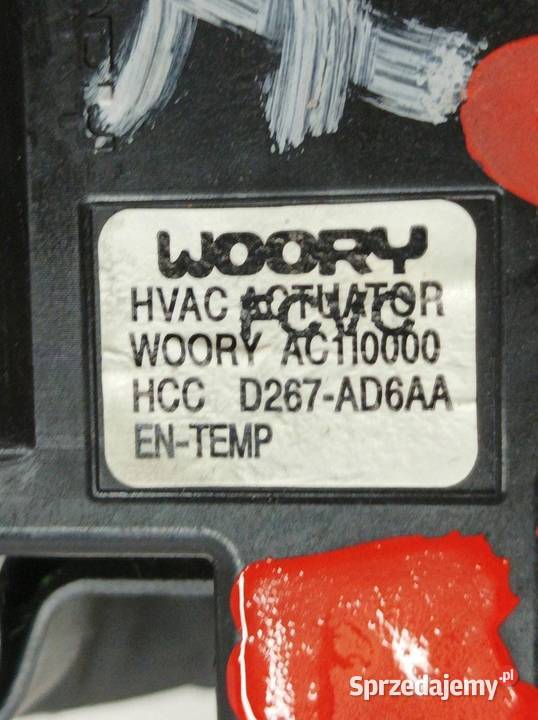 WOORY
HVAC ACTUATOR
FCVC
WOORY AC110000
HCC D267-AD6AA
EN-TEMP
Sprzedajemy.pl